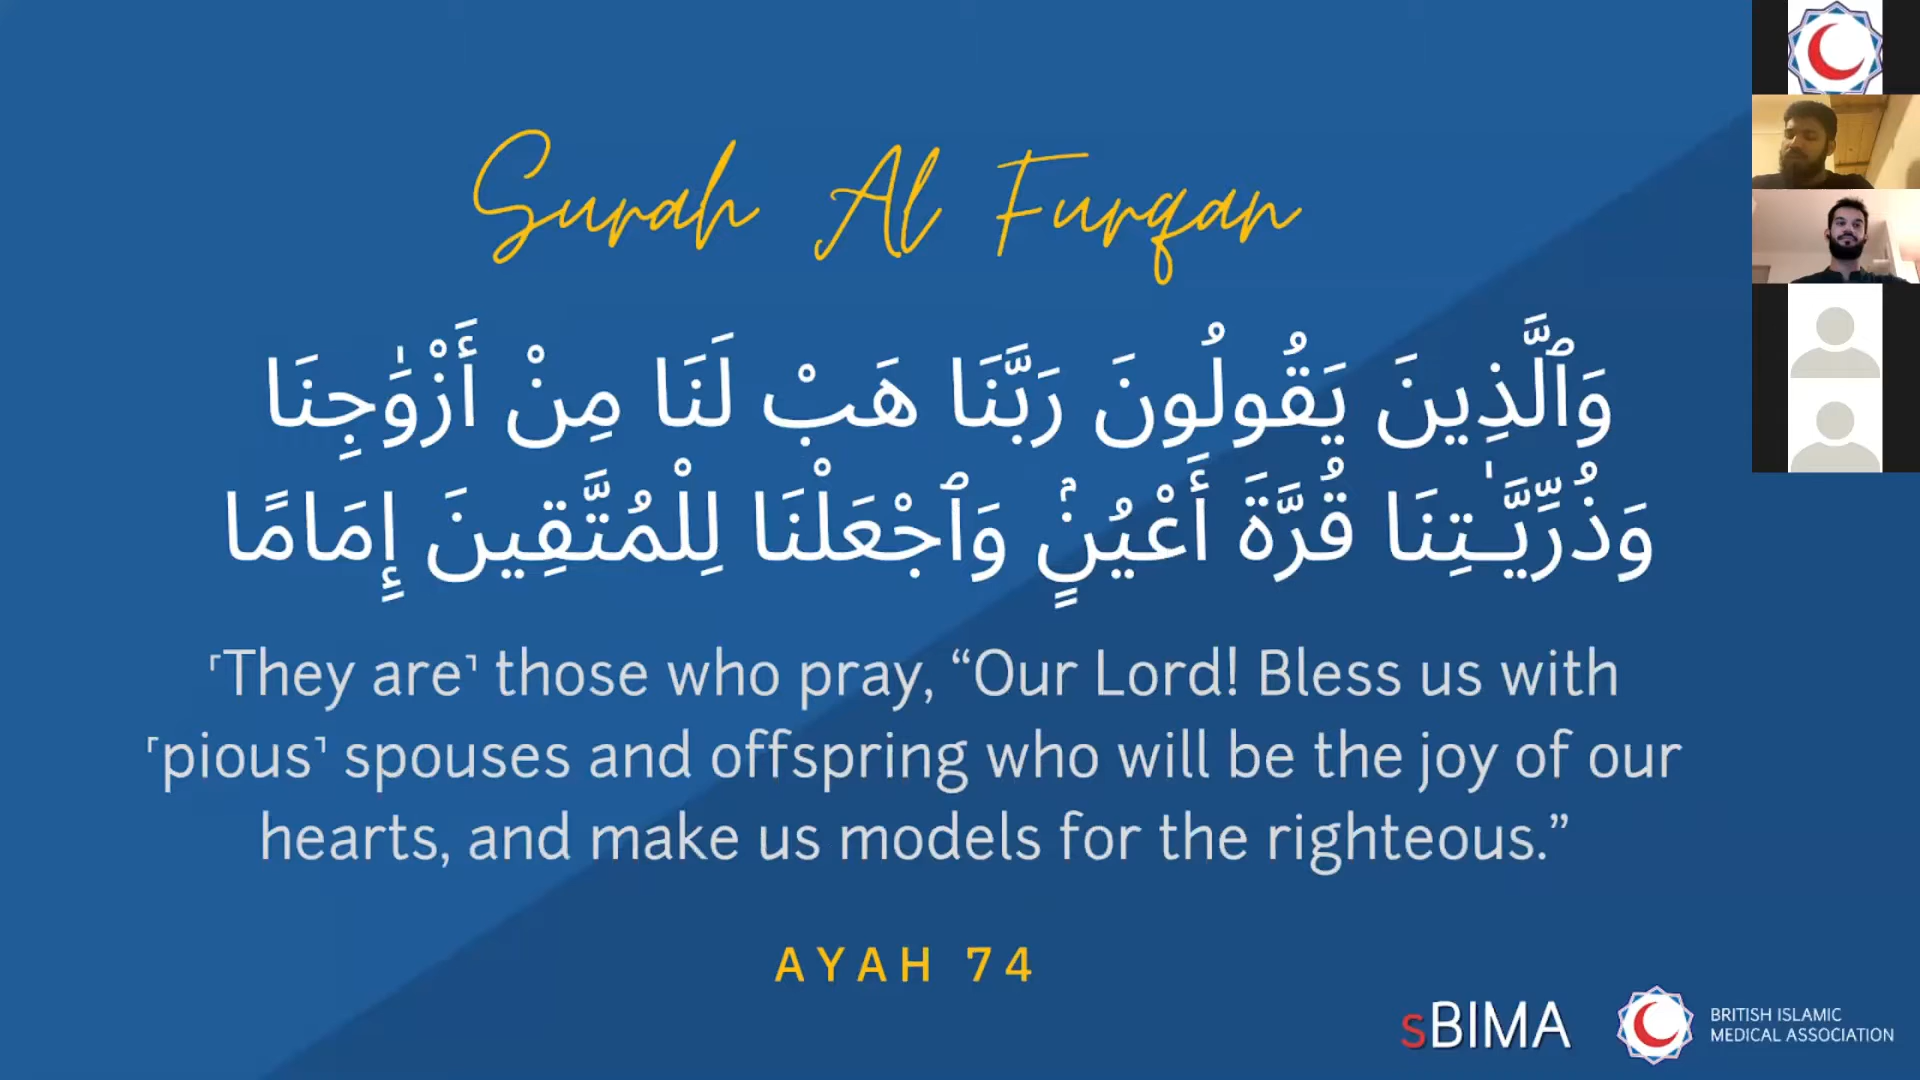 Surah Al Furqan
وَٱلَّذِينَ يَقُولُونَ رَبَّنَا هَبْ لَنَا مِنْ أَزْوَٰجِنَا
وَذُرِّيَّـٰتِنَا قُرَّةَ أَعْيُنٍۢ وَٱجْعَلْنَا لِلْمُتَّقِينَ إِمَامًا
⸢They are⸣ those who pray, “Our Lord! Bless us with
⸢pious⸣ spouses and offspring who will be the joy of our
hearts, and make us models for the righteous.”
AYAH 74
sBIMA
BRITISH ISLAMIC
MEDICAL ASSOCIATION